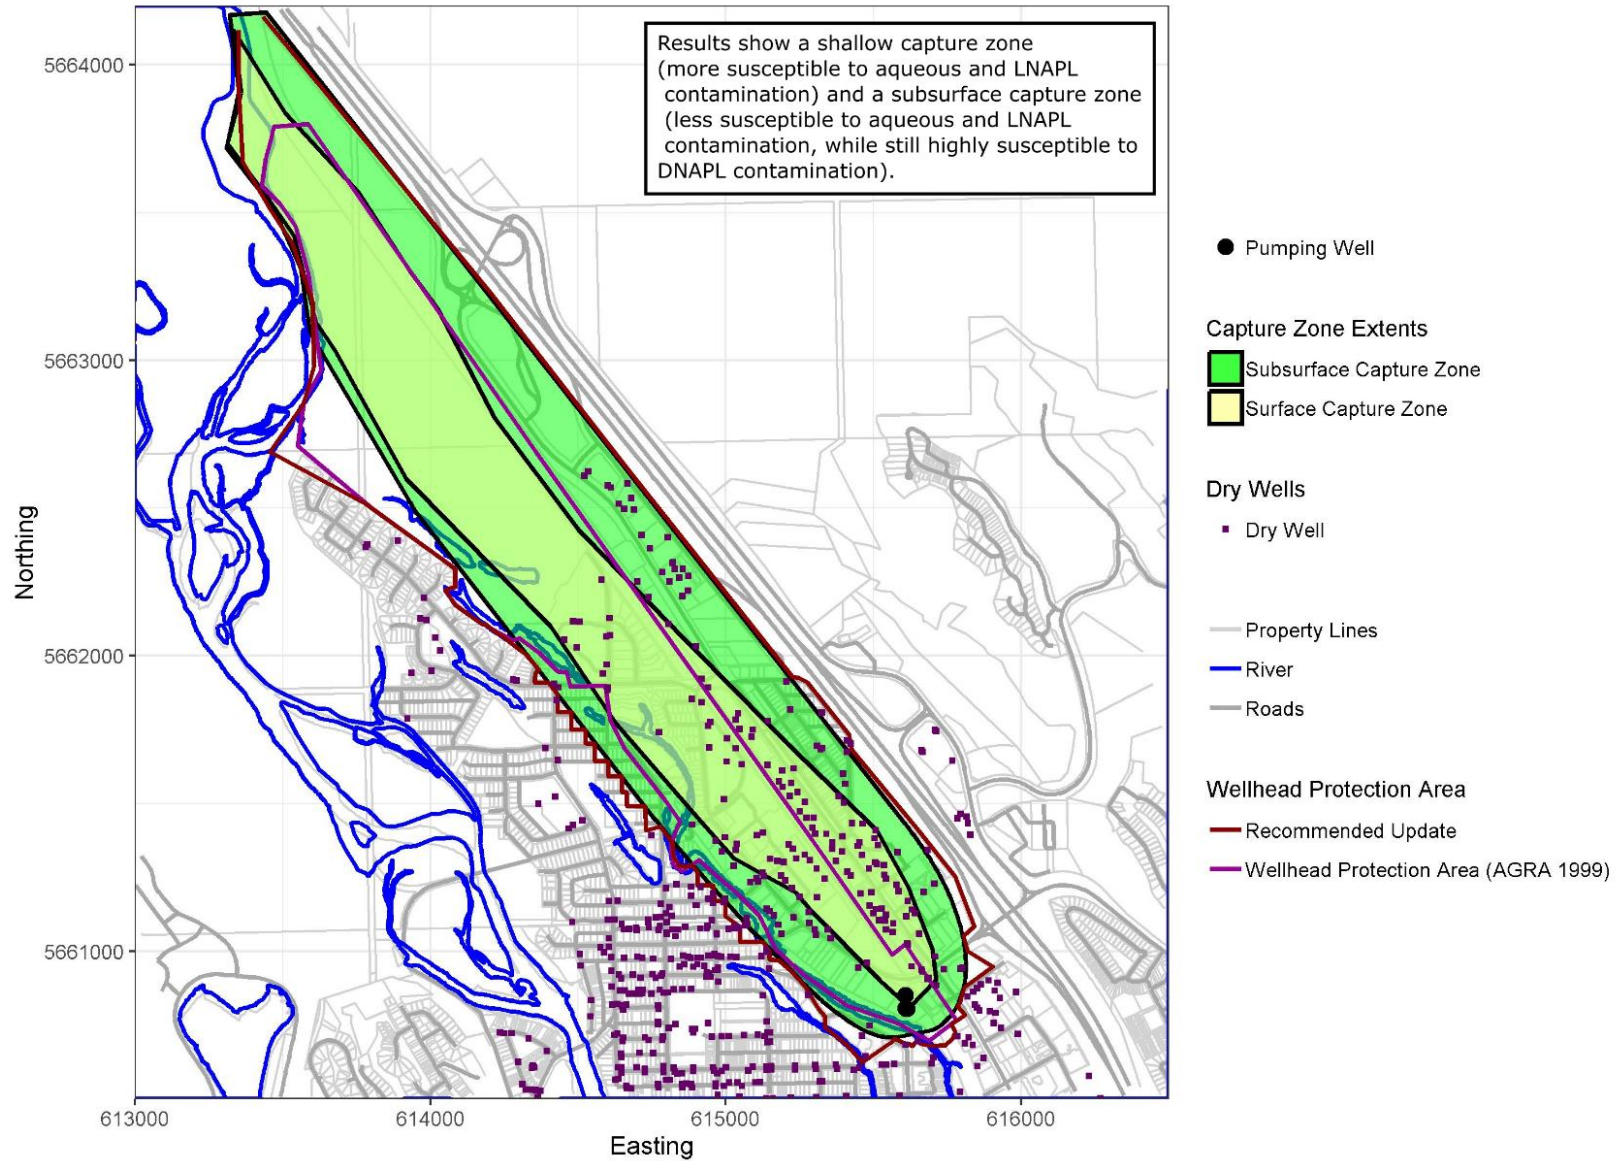 Results show a shallow capture zone
(more susceptible to aqueous and LNAPL
contamination) and a subsurface capture zone
(less susceptible to aqueous and LNAPL
contamination, while still highly susceptible to
DNAPL contamination).
5664000
5663000
5662000
5661000
Northing
613000
614000
615000
616000
Easting
Pumping Well
Capture Zone Extents
Subsurface Capture Zone
Surface Capture Zone
Dry Wells
Dry Well
Property Lines
River
Roads
Wellhead Protection Area
Recommended Update
Wellhead Protection Area (AGRA 1999)